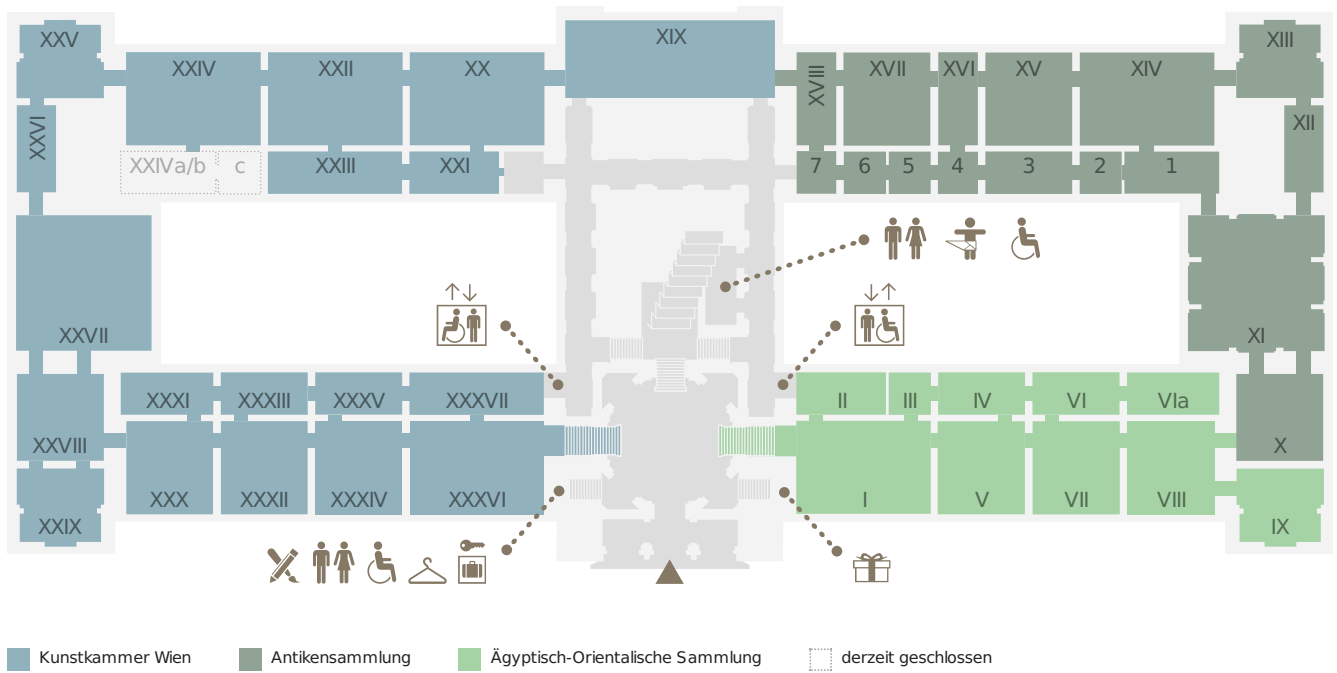 XXV
XXIV
XXII
XX
XIX
XVIII
XVII
XVI
XV
XIV
XIII
XXVI
XXIVa/b
c
XXIII
XXI
7
6
5
4
3
2
1
XII
XXVII
XI
XXXI
XXXIII
XXXV
XXXVII
II
III
IV
VI
VIa
XXVIII
X
XXX
XXXII
XXXIV
XXXVI
I
V
VII
VIII
XXIX
IX
Kunstkammer Wien
Antikensammlung
Ägyptisch-Orientalische Sammlung
derzeit geschlossen